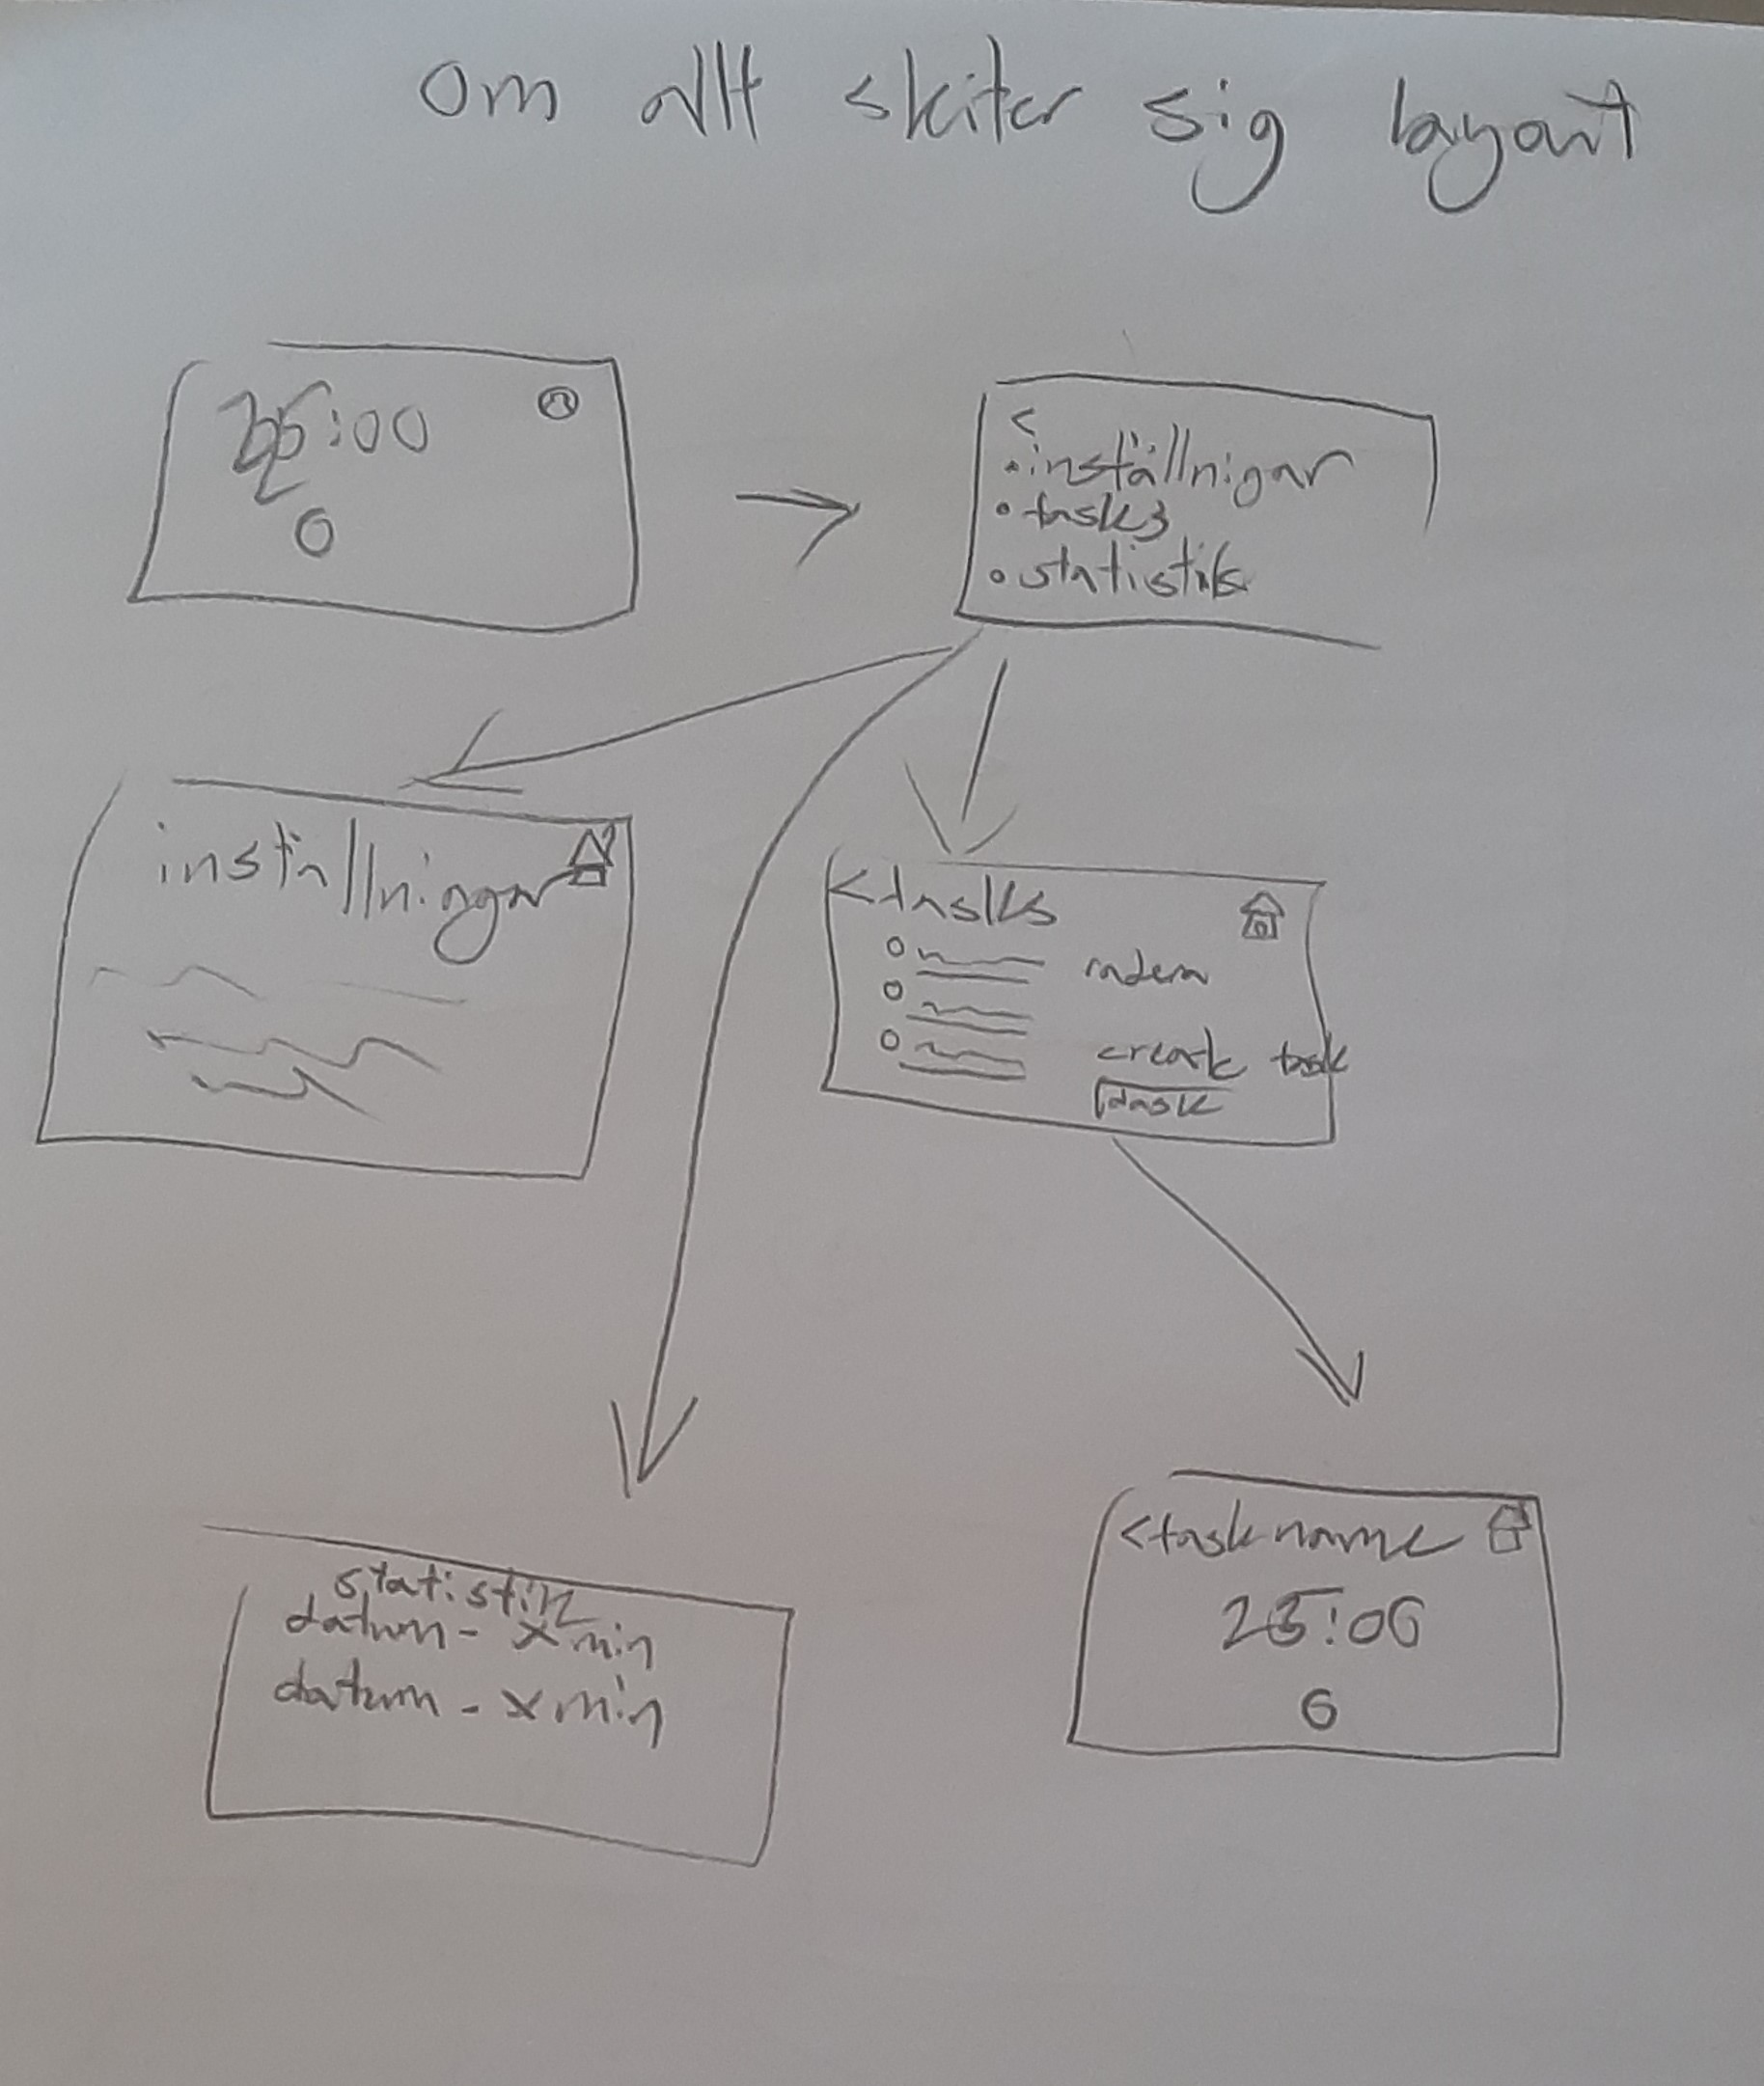 om allt skiter sig layout
25:00
<
• inställnigar
• tasks
• statistik
inställningar
< tasks
radera
create task
task
statistik
datum - x min
datum - x min
< taskname
25:00